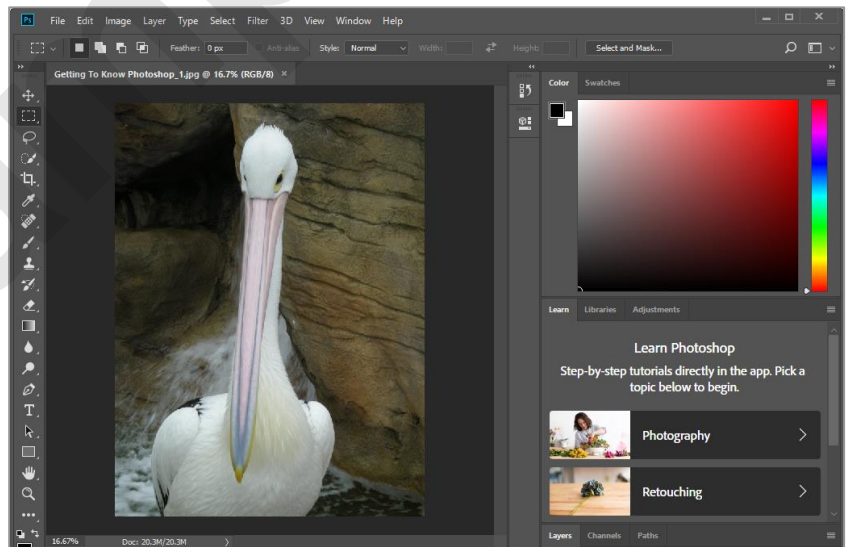 Ps File Edit Image Layer Type Select Filter 3D View Window Help
Feather: 0 px Anti-alias Style: Normal Width: Height: Select and Mask...
Getting To Know Photoshop_1.jpg @ 16.7% (RGB/8) ×
Color Swatches
Learn Libraries Adjustments
Learn Photoshop
Step-by-step tutorials directly in the app. Pick a
topic below to begin.
Photography
Retouching
Layers Channels Paths
16.67% Doc: 20.3M/20.3M